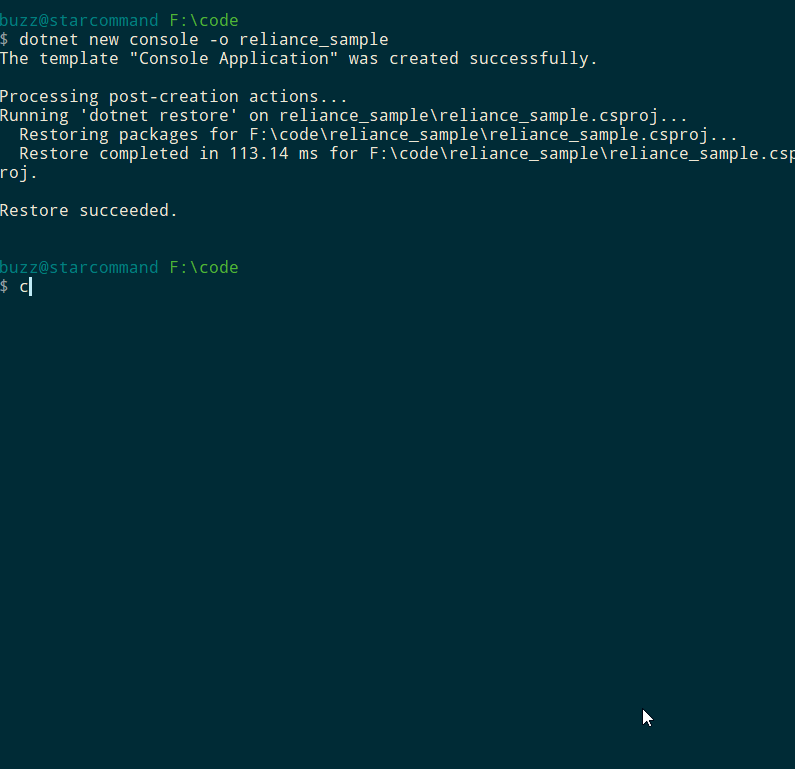 buzz@starcommand F:\code
$ dotnet new console -o reliance_sample
The template "Console Application" was created successfully.
Processing post-creation actions...
Running 'dotnet restore' on reliance_sample\reliance_sample.csproj...
  Restoring packages for F:\code\reliance_sample\reliance_sample.csproj...
  Restore completed in 113.14 ms for F:\code\reliance_sample\reliance_sample.csp
roj.
Restore succeeded.
buzz@starcommand F:\code
$ c